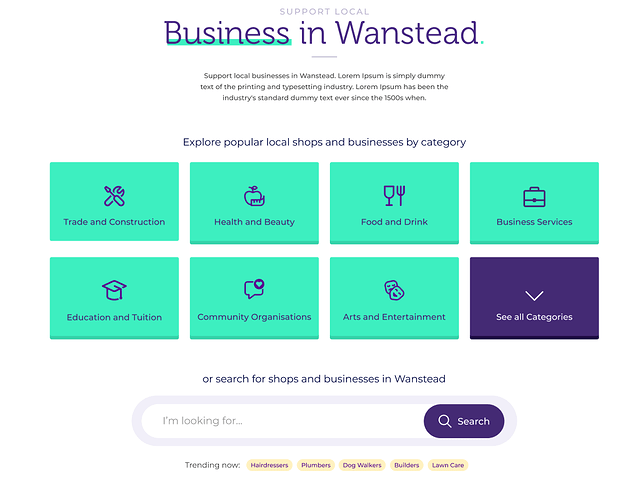 SUPPORT LOCAL
Business in Wanstead.
Support local businesses in Wanstead. Lorem Ipsum is simply dummy
text of the printing and typesetting industry. Lorem Ipsum has been the
industry's standard dummy text ever since the 1500s when.
Explore popular local shops and businesses by category
Trade and Construction
Health and Beauty
Food and Drink
Business Services
Education and Tuition
Community Organisations
Arts and Entertainment
See all Categories
or search for shops and businesses in Wanstead
I'm looking for...
Search
Trending now: Hairdressers Plumbers Dog Walkers Builders Lawn Care